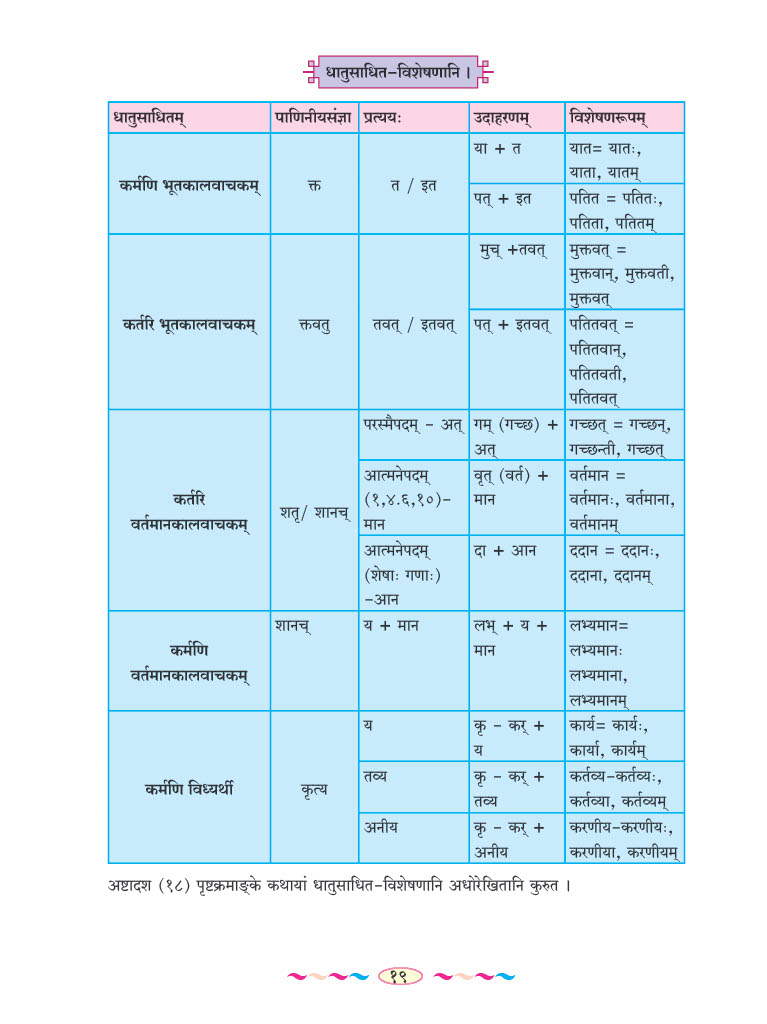 धातुसाधित-विशेषणानि ।
धातुसाधितम् पाणिनीयसंज्ञा प्रत्ययः उदाहरणम् विशेषणरूपम्
कर्मणि भूतकालवाचकम् क्त त / इत
या + त यात= यातः,
याता, यातम्
पत् + इत पतित = पतितः,
पतिता, पतितम्
कर्तरि भूतकालवाचकम् क्तवतु तवत् / इतवत्
मुच् +तवत् मुक्तवत् =
मुक्तवान्, मुक्तवती,
मुक्तवत्
पत् + इतवत् पतितवत् =
पतितवान्,
पतितवती,
पतितवत्
कर्तरि
वर्तमानकालवाचकम्
शतृ/ शानच्
परस्मैपदम् - अत् गम् (गच्छ) + गच्छत् = गच्छन्,
अत् गच्छन्ती, गच्छत्
आत्मनेपदम् वृत् (वर्त) + वर्तमान =
(१,४.६,१०)- मान वर्तमानः, वर्तमाना,
मान वर्तमानम्
आत्मनेपदम् दा + आन ददान = ददानः,
(शेषाः गणाः) ददाना, ददानम्
-आन
कर्मणि
वर्तमानकालवाचकम्
शानच् य + मान लभ् + य + लभ्यमान=
मान लभ्यमानः
लभ्यमाना,
लभ्यमानम्
कर्मणि विध्यर्थी कृत्य
य कृ - कर् + कार्य= कार्यः,
य कार्या, कार्यम्
तव्य कृ - कर् + कर्तव्य-कर्तव्यः,
तव्य कर्तव्या, कर्तव्यम्
अनीय कृ - कर् + करणीय-करणीयः,
अनीय करणीया, करणीयम्
अष्टादश (१८) पृष्टक्रमाङ्के कथायां धातुसाधित-विशेषणानि अधोरेखितानि कुरुत ।
१९